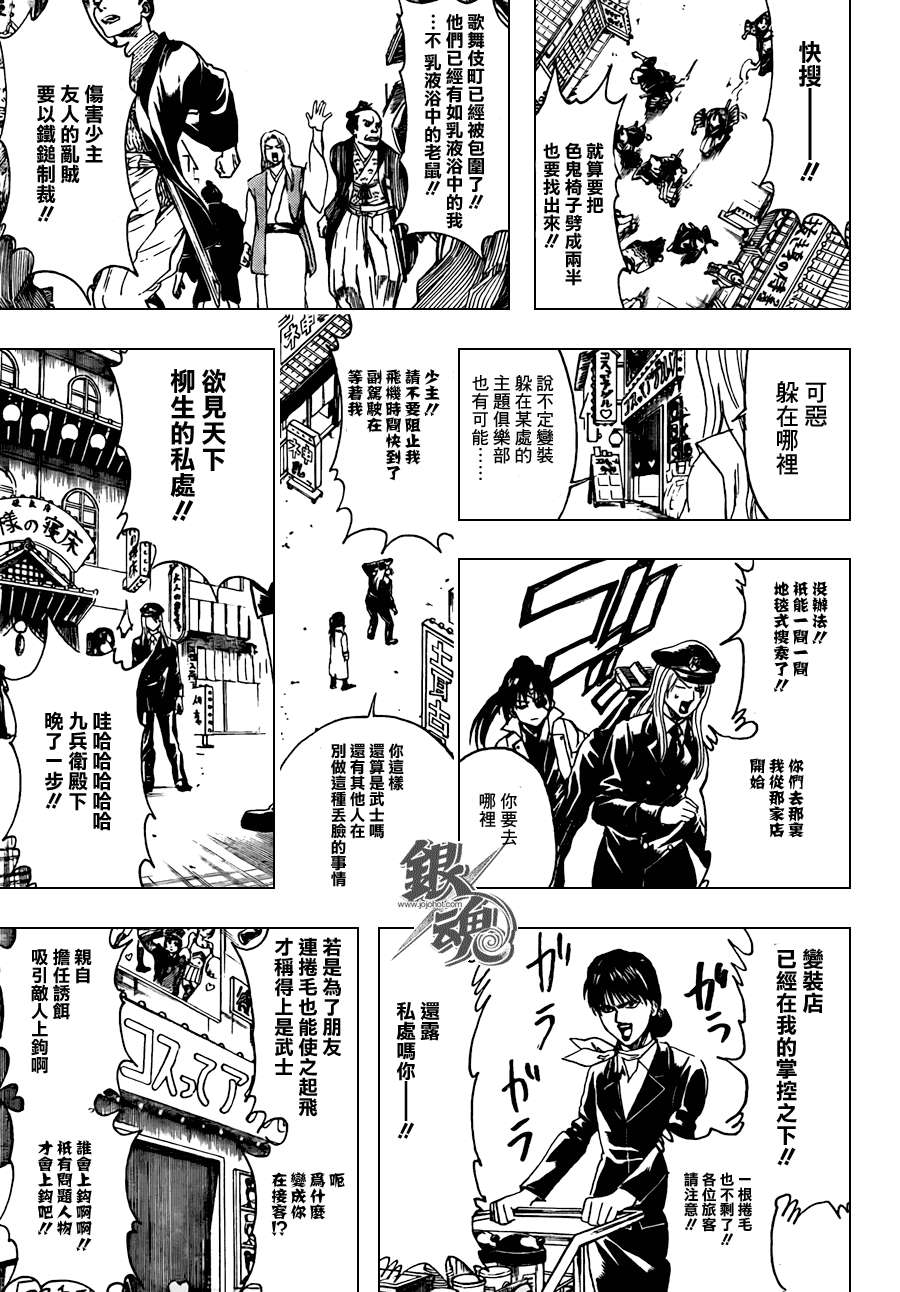 快搜——!!
就算要把
色鬼椅子劈成兩半
也要找出來!!
歌舞伎町已經被包圍了!!
他們已經有如乳液浴中的我
…不 乳液浴中的老鼠!!
傷害少主
友人的亂賊
要以鐵鎚制裁!!
可惡
躲在哪裡
說不定變裝
躲在某處的
主題俱樂部
也有可能……
沒辦法!!
祇能一間一間
地毯式搜索了!!
你們去那裏
我從那家店
開始
你要去
哪裡
少主!!
請不要阻止我
飛機時間快到了
副駕駛在
等著我
你這樣
還算是武士嗎
還有其他人在
別做這種丟臉的事情
欲見天下
柳生的私處!!
樣の寝床
哇哈哈哈哈哈
九兵衛殿下
晚了一步!!
變裝店
已經在我的掌控之下!!
ガラ
ガラ
一根捲毛
也不剩了!!
各位旅客
請注意!!
還露
私處嗎你——!!
若是為了朋友
連捲毛也能使之起飛
才稱得上是武士
コスってア
呃
為什麼
變成你
在接客!?
親自
擔任誘餌
吸引敵人上鉤啊
誰會上鉤啊啊!!
祇有問題人物
才會上鉤吧!!
銀魂
www.jojohot.com